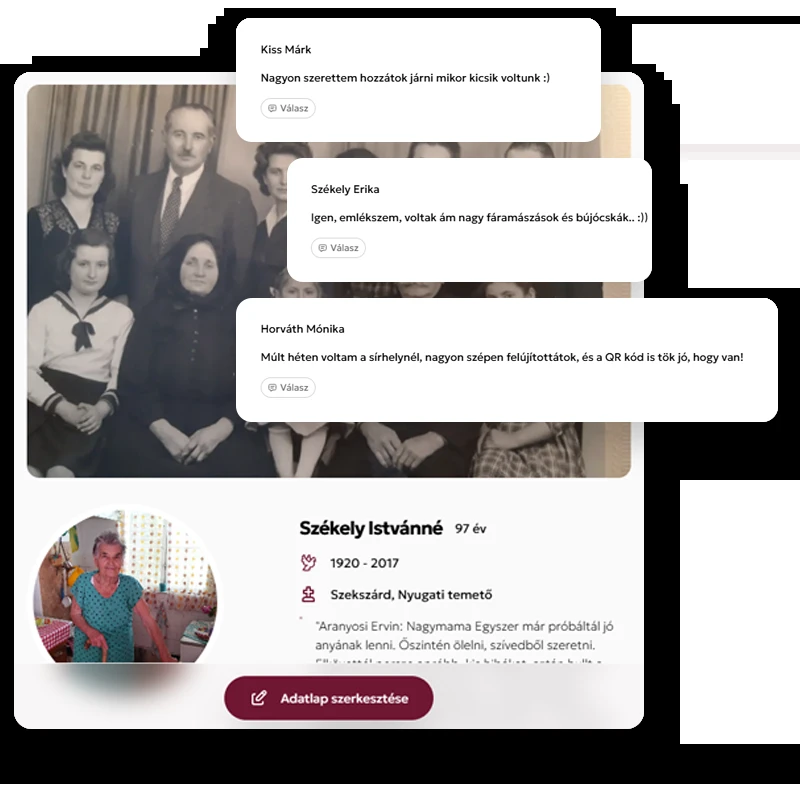 Kiss Márk
Nagyon szerettem hozzátok járni mikor kicsik voltunk :)
Válasz
Székely Erika
Igen, emlékszem, voltak ám nagy fáramászások és bújócskák.. :))
Válasz
Horváth Mónika
Múlt héten voltam a sírhelynél, nagyon szépen felújítottátok, és a QR kód is tök jó, hogy van!
Válasz
Székely Istvánné 97 év
1920 - 2017
Szekszárd, Nyugati temető
"Aranyosi Ervin: Nagymama Egyszer már próbáltál jó
anyának lenni. Őszintén ölelni, szívedből szeretni.
Adatlap szerkesztése